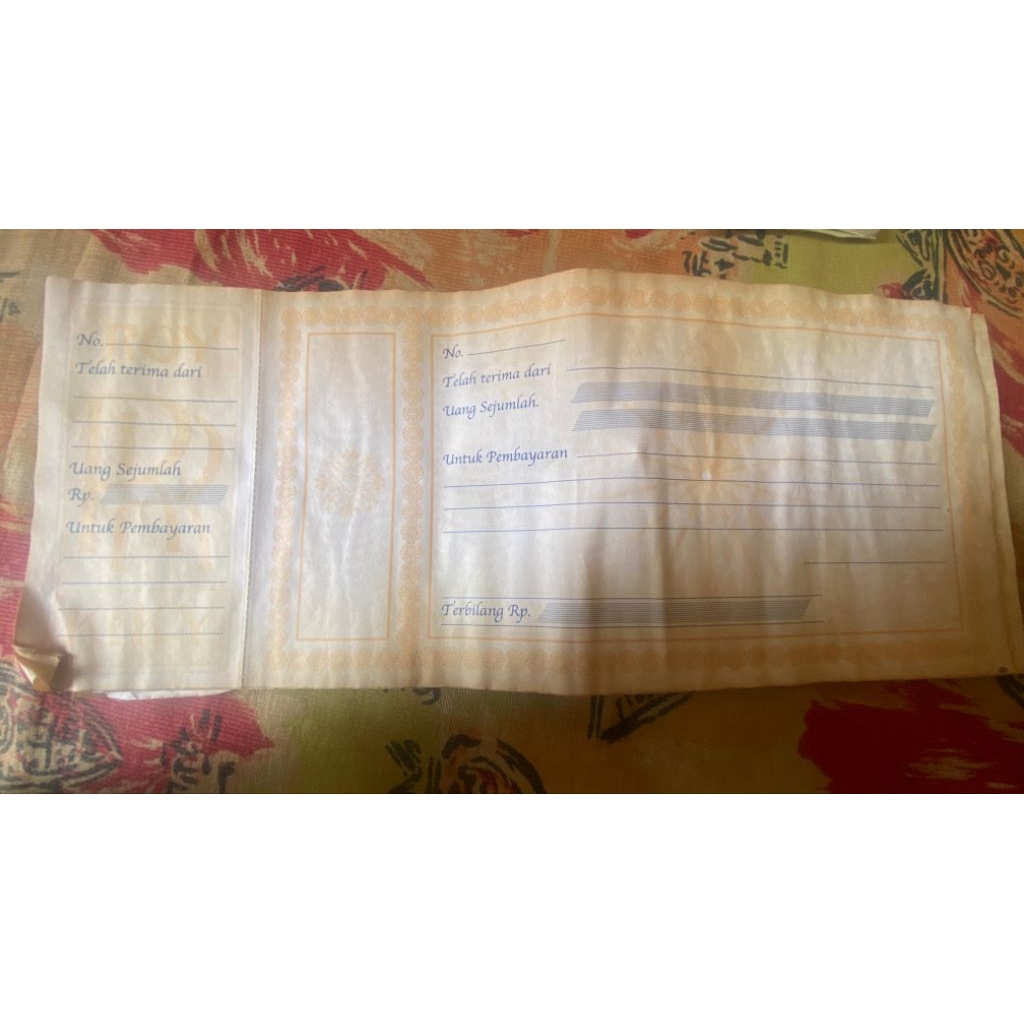 No.
Telah terima dari
Uang Sejumlah
Rp.
Untuk Pembayaran
No.
Telah terima dari
Uang Sejumlah.
Untuk Pembayaran
Terbilang Rp.